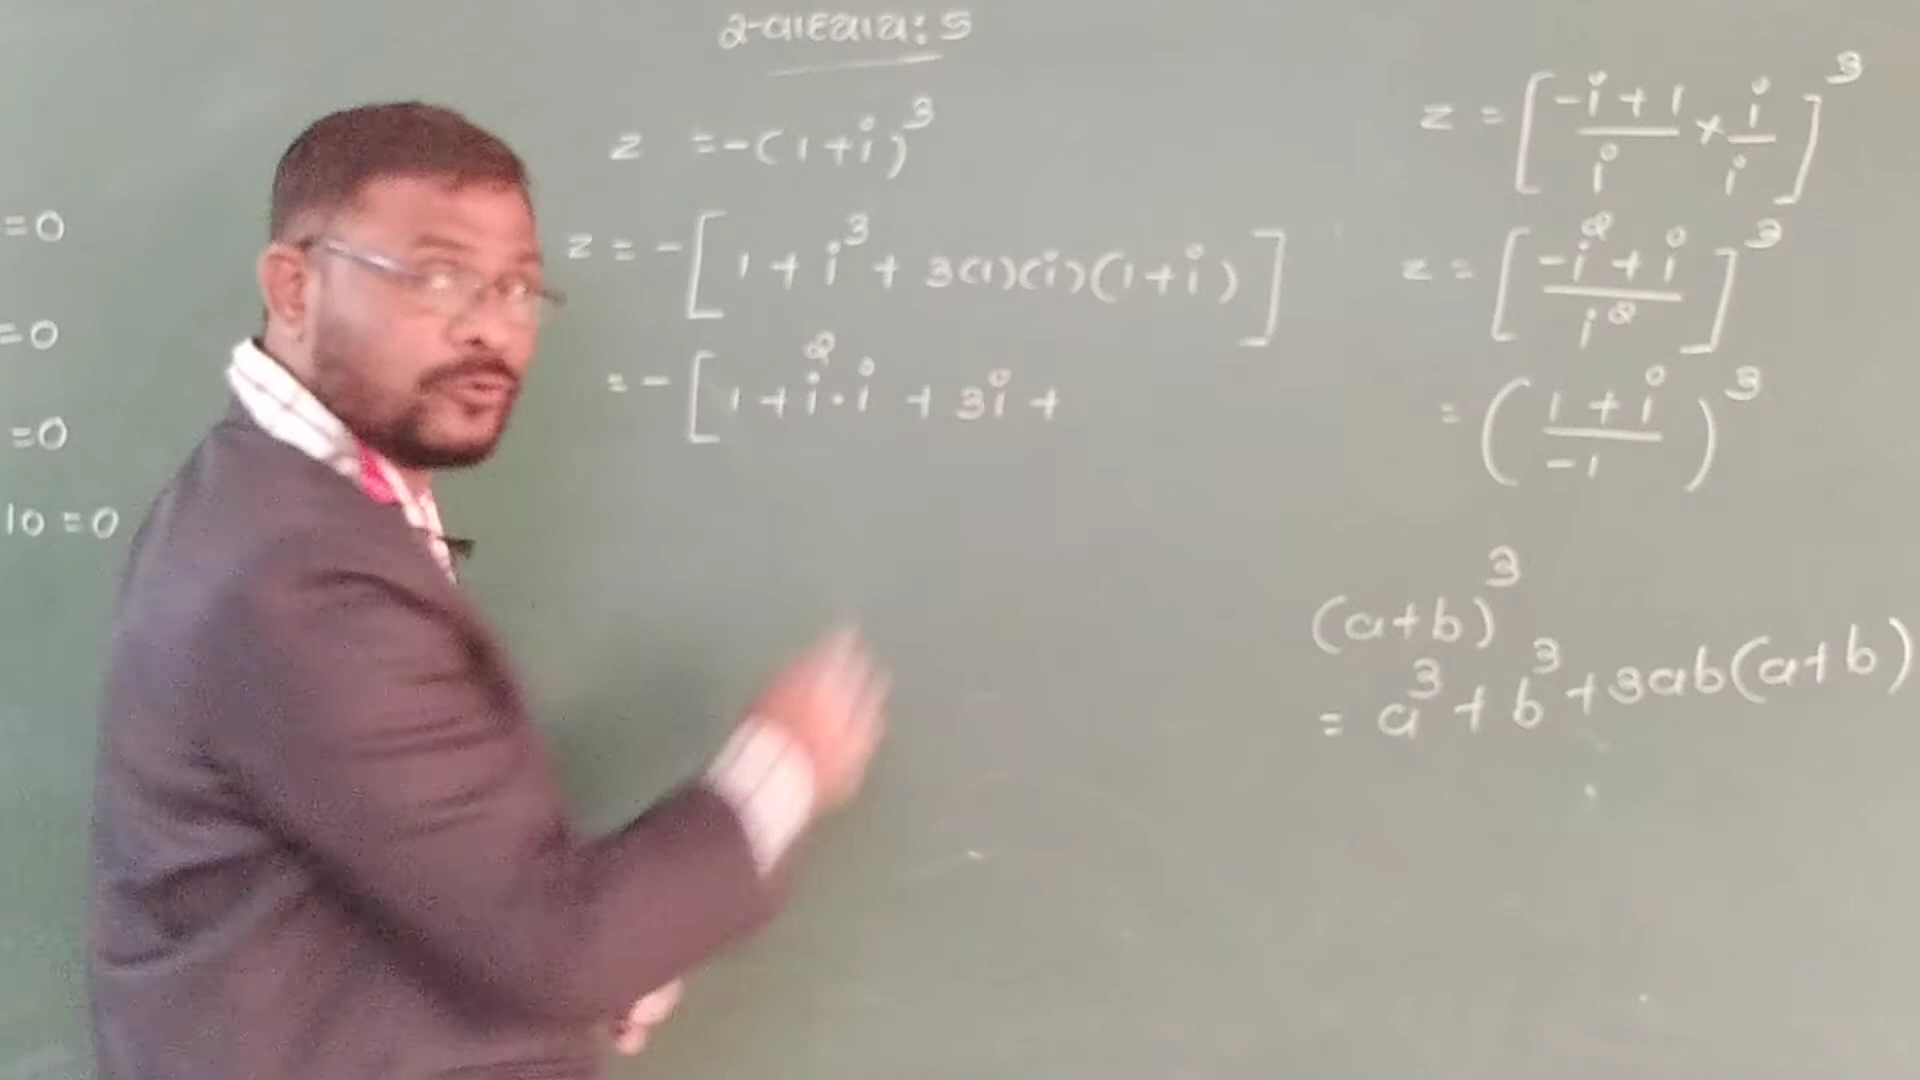 સ્વાધ્યાય: 5
=0
=0
=0
10 = 0
z = -(1+i)³
z = -[1 + i³ + 3(1)(i)(1+i)]
= -[1 + i²·i + 3i +
z = [(-i+1)/i × i/i]³
z = [(-i²+i)/i²]³
= ((1+i)/-1)³
(a+b)³
= a³ + b³ + 3ab(a+b)